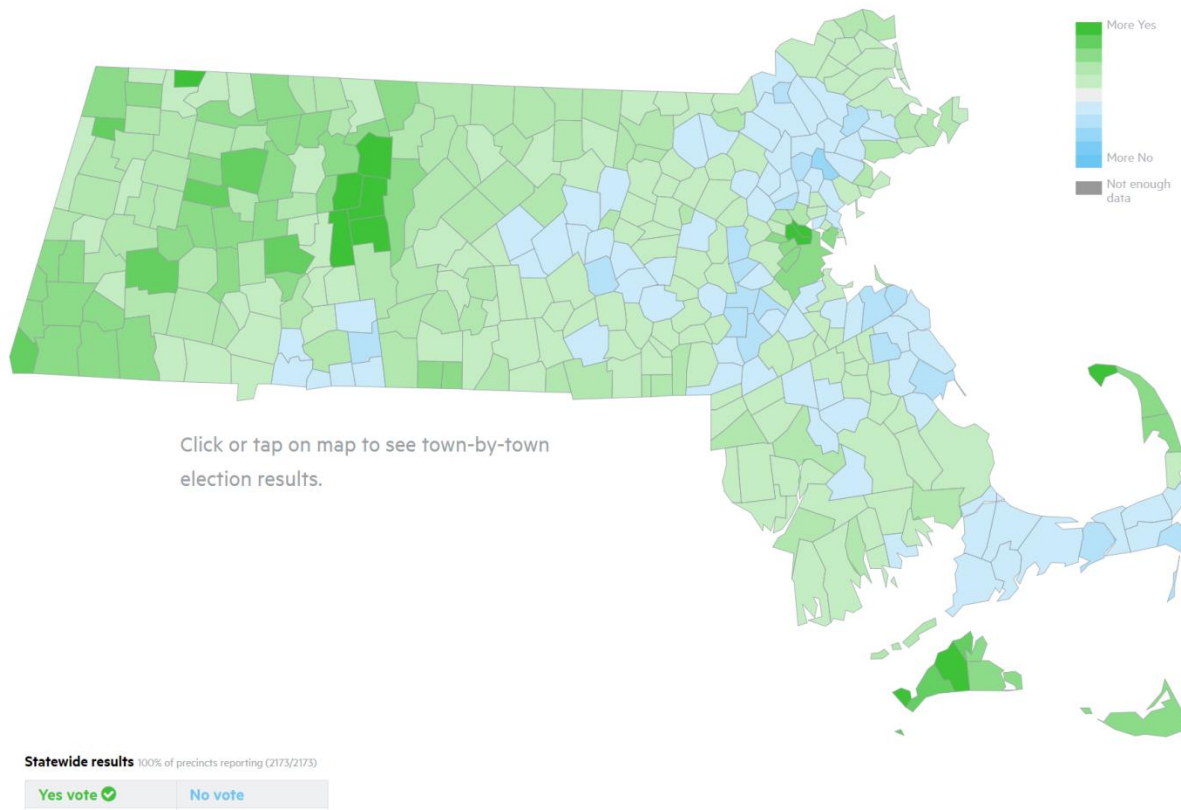 More Yes
More No
Not enough
data
Click or tap on map to see town-by-town
election results.
Statewide results 100% of precincts reporting (2173/2173)
Yes vote No vote